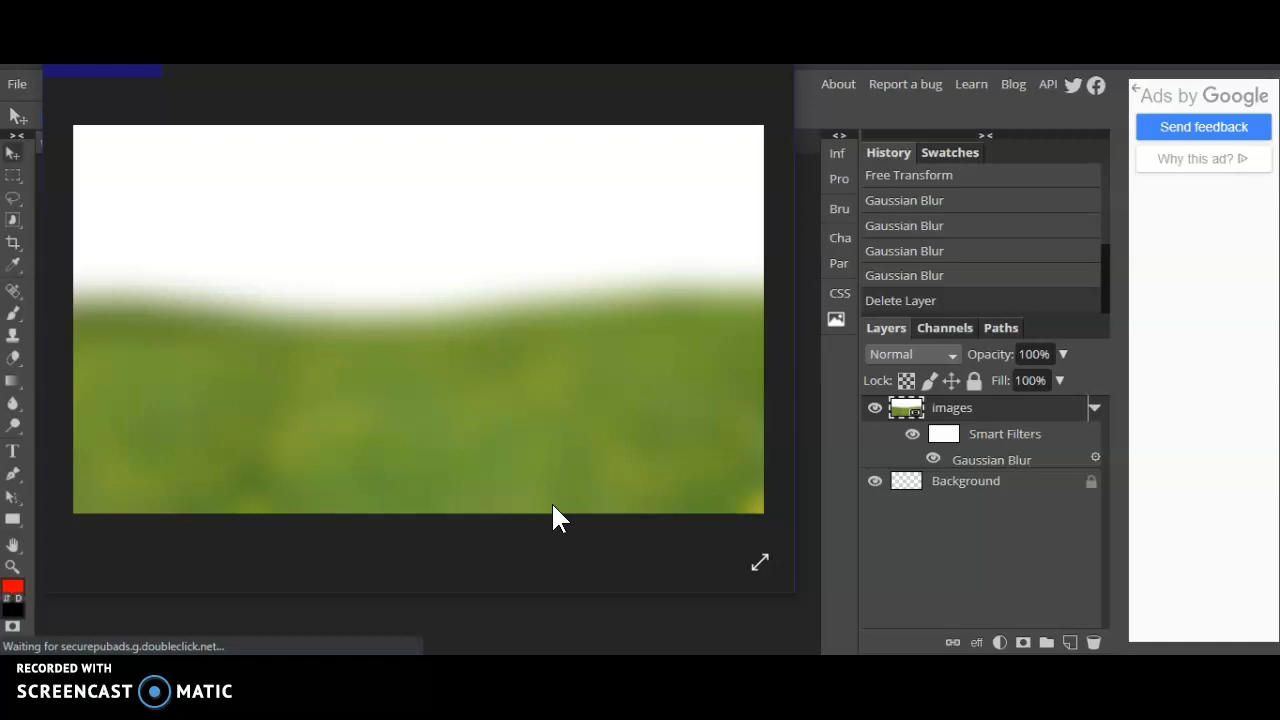 File
About Report a bug Learn Blog API
Ads by Google
Send feedback
Why this ad?
> < < > > <
Inf
Pro
Bru
Cha
Par
CSS
History Swatches
Free Transform
Gaussian Blur
Gaussian Blur
Gaussian Blur
Gaussian Blur
Delete Layer
Layers Channels Paths
Normal Opacity: 100%
Lock: Fill: 100%
images
Smart Filters
Gaussian Blur
Background
T
D
eff
Waiting for securepubads.g.doubleclick.net...
RECORDED WITH
SCREENCAST MATIC